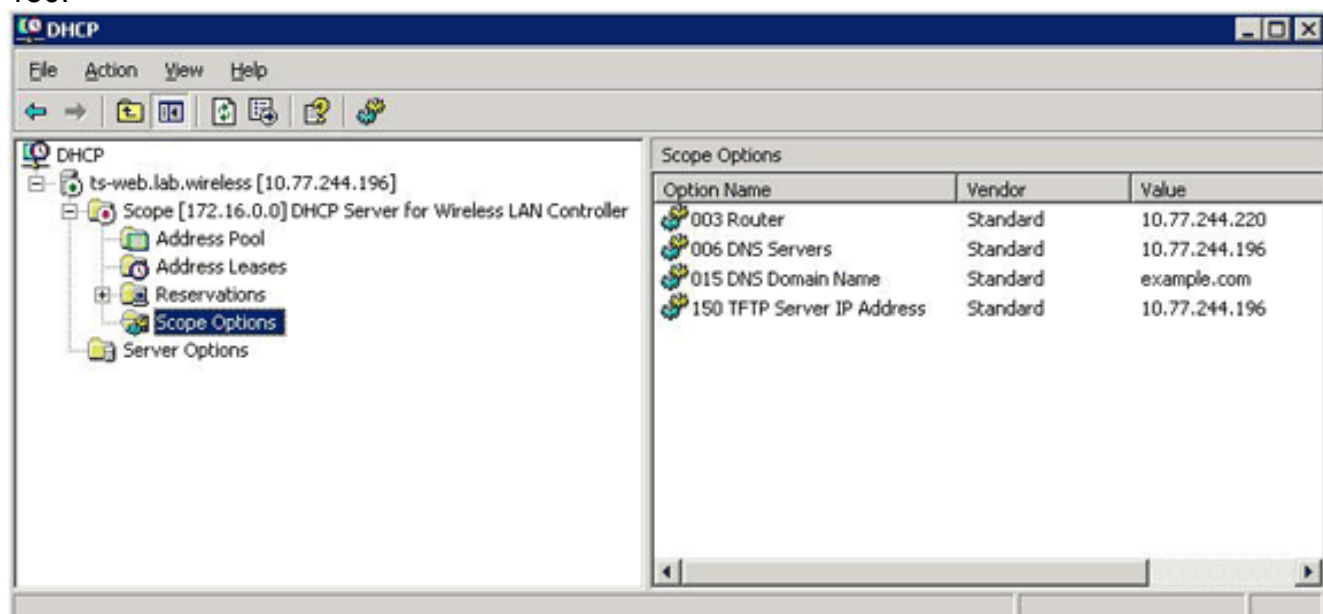 DHCP
File Action View Help
DHCP
ts-web.lab.wireless [10.77.244.196]
Scope [172.16.0.0] DHCP Server for Wireless LAN Controller
Address Pool
Address Leases
Reservations
Scope Options
Server Options
Scope Options
Option Name Vendor Value
003 Router Standard 10.77.244.220
006 DNS Servers Standard 10.77.244.196
015 DNS Domain Name Standard example.com
150 TFTP Server IP Address Standard 10.77.244.196